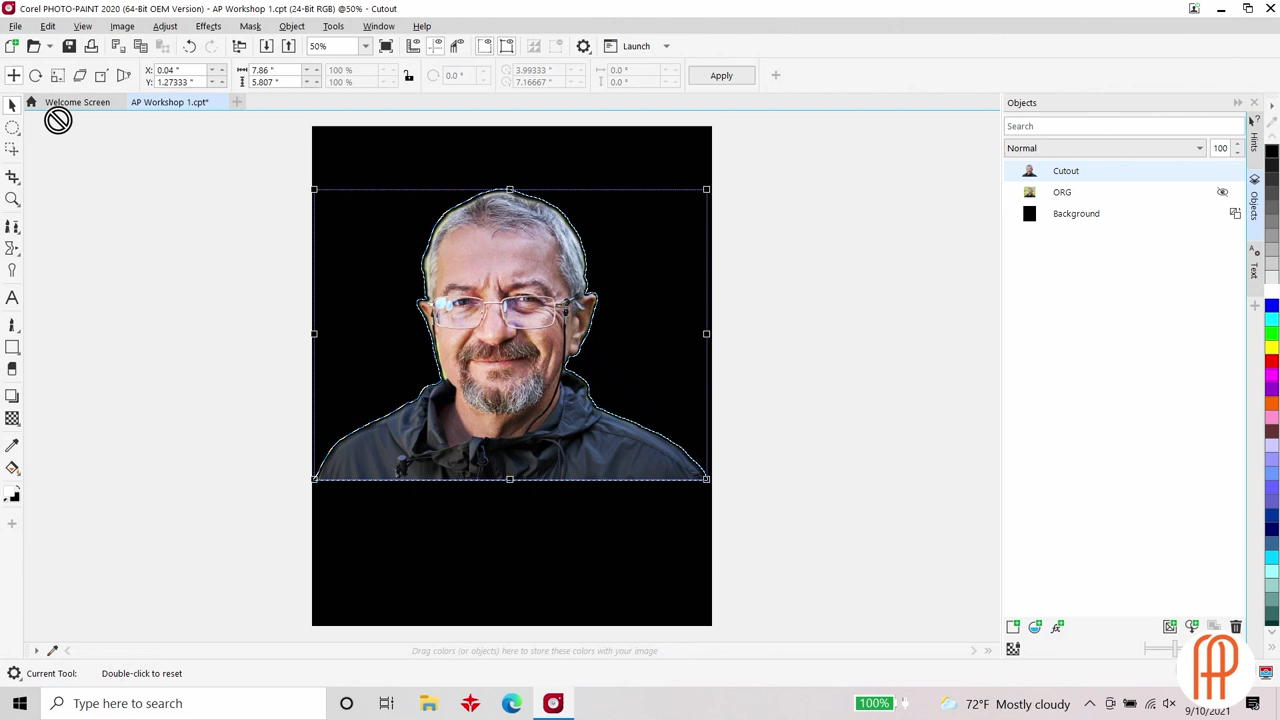 Corel PHOTO-PAINT 2020 (64-Bit OEM Version) - AP Workshop 1.cpt (24-Bit RGB) @50% - Cutout
File Edit View Image Adjust Effects Mask Object Tools Window Help
50% Launch
X: 0.04 " 7.86 " 100 % 0.0 ° 3.99333 " 0.0 " Apply
Y: 1.27333 " 5.807 " 100 % 7.16667 " 0.0 "
Welcome Screen AP Workshop 1.cpt* Objects
Search
Normal 100
Cutout
ORG
Background
Hints
Objects
Text
Drag colors (or objects) here to store these colors with your image
Current Tool: Double-click to reset
Type here to search 100% 72°F Mostly cloudy 9/10/2021